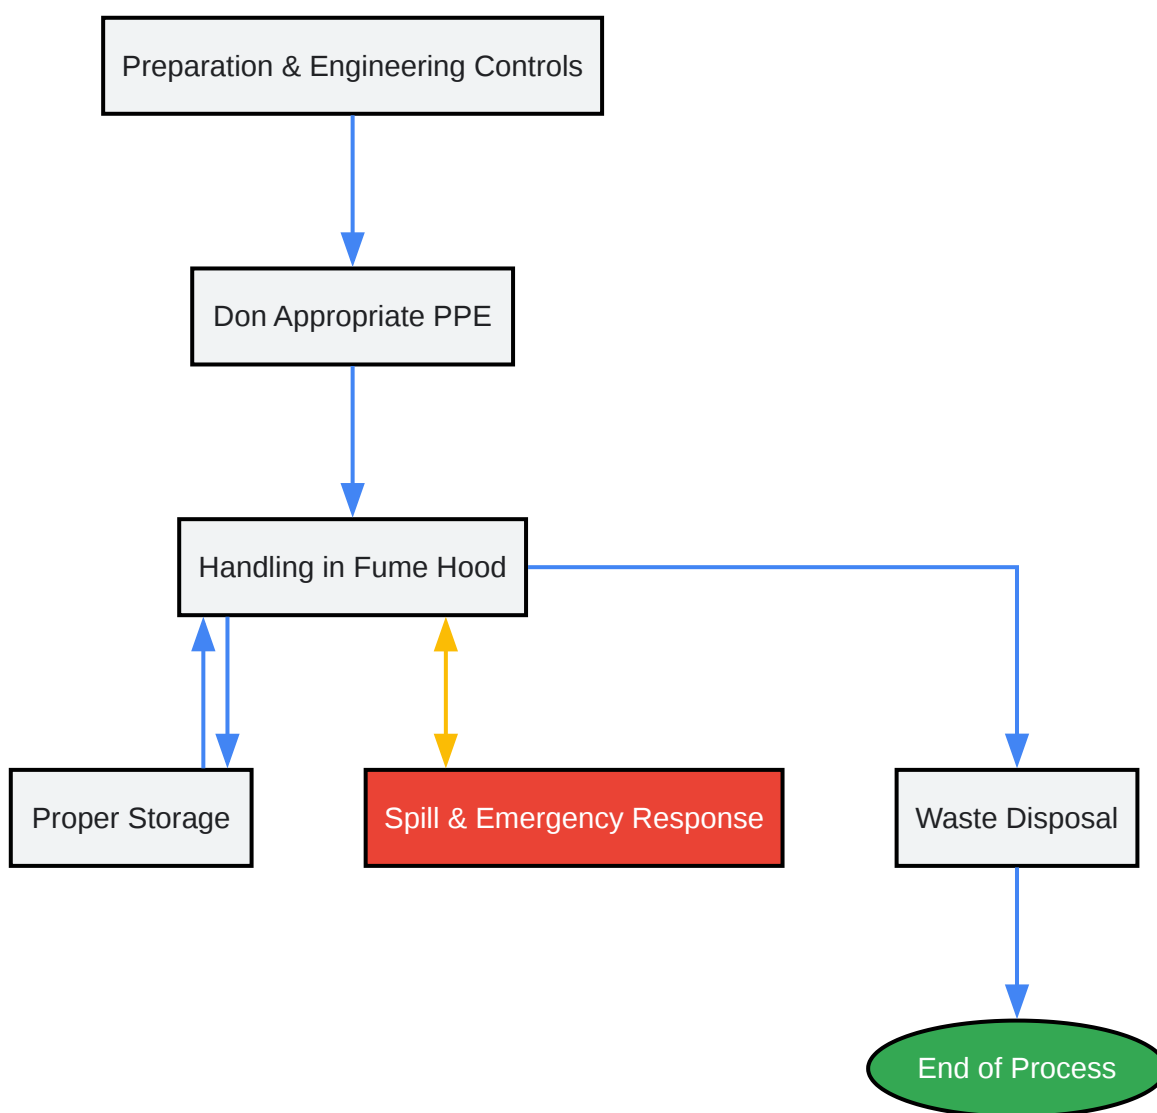 Preparation & Engineering Controls
Don Appropriate PPE
Handling in Fume Hood
Proper Storage
Spill & Emergency Response
Waste Disposal
End of Process